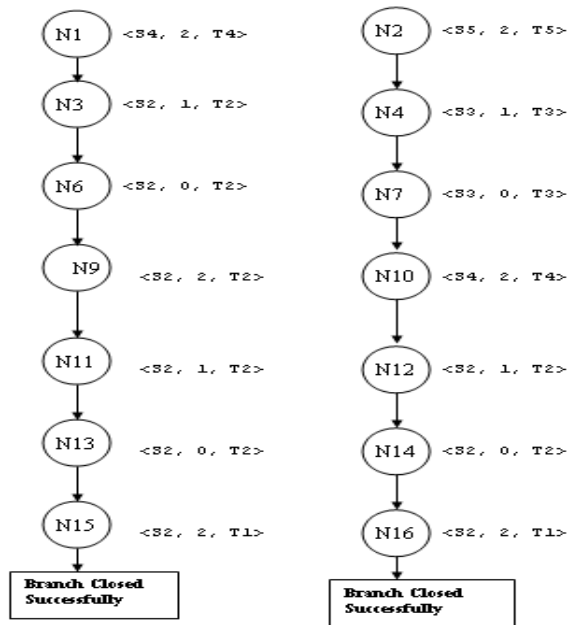 N1 <S4, 2, T4>
N3 <S2, 1, T2>
N6 <S2, 0, T2>
N9 <S2, 2, T2>
N11 <S2, 1, T2>
N13 <S2, 0, T2>
N15 <S2, 2, T1>
Branch Closed
Successfully
N2 <S5, 2, T5>
N4 <S3, 1, T3>
N7 <S3, 0, T3>
N10 <S4, 2, T4>
N12 <S2, 1, T2>
N14 <S2, 0, T2>
N16 <S2, 2, T1>
Branch Closed
Successfully